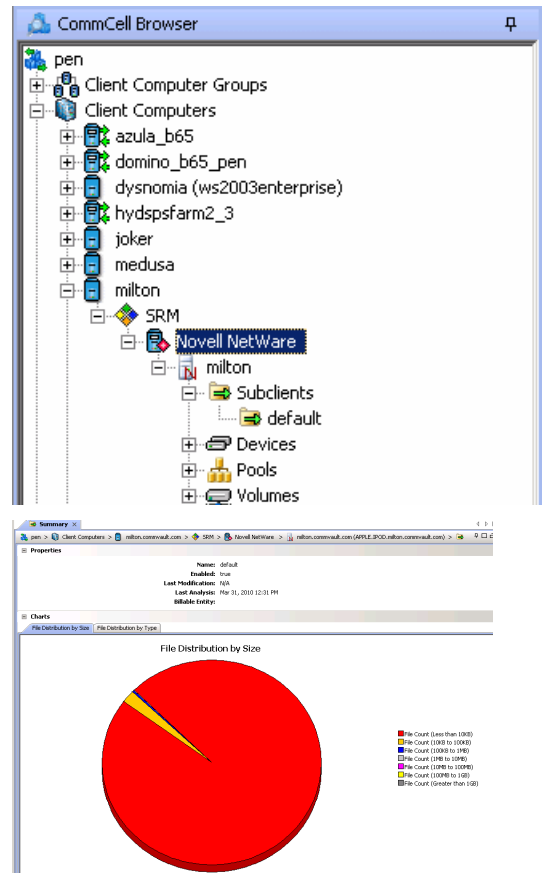 CommCell Browser
pen
Client Computer Groups
Client Computers
azula_b65
domino_b65_pen
dysnomia (ws2003enterprise)
hydspsfarm2_3
joker
medusa
milton
SRM
Novell NetWare
milton
Subclients
default
Devices
Pools
Volumes
Summary
pen > Client Computers > milton.commvault.com > SRM > Novell NetWare > milton.commvault.com (APPLE.IPOD.milton.commvault.com) >
Properties
Name: default
Enabled: true
Last Modification: N/A
Last Analysis: Mar 31, 2010 12:31 PM
Billable Entity:
Charts
File Distribution by Size File Distribution by Type
File Distribution by Size
File Count (Less than 10KB)
File Count (10KB to 100KB)
File Count (100KB to 1MB)
File Count (1MB to 10MB)
File Count (10MB to 100MB)
File Count (100MB to 1GB)
File Count (Greater than 1GB)